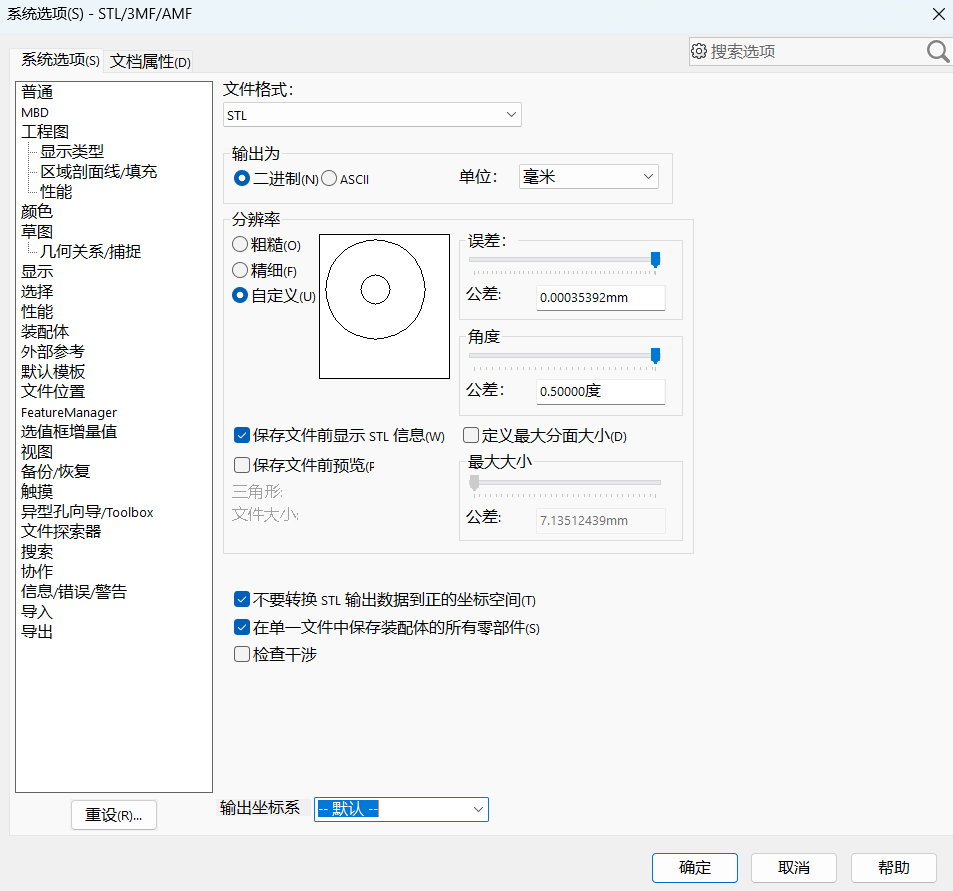 系统选项(S) - STL/3MF/AMF
系统选项(S) 文档属性(D)
搜索选项
普通
MBD
工程图
显示类型
区域剖面线/填充
性能
颜色
草图
几何关系/捕捉
显示
选择
性能
装配体
外部参考
默认模板
文件位置
FeatureManager
选值框增量值
视图
备份/恢复
触摸
异型孔向导/Toolbox
文件探索器
搜索
协作
信息/错误/警告
导入
导出
重设(R)...
文件格式：
STL
输出为
二进制(N) ASCII
单位： 毫米
分辨率
粗糙(O)
精细(F)
自定义(U)
误差：
公差: 0.00035392mm
角度
公差： 0.50000度
保存文件前显示 STL 信息(W)
定义最大分面大小(D)
保存文件前预览(P
三角形:
文件大小:
最大大小
公差: 7.13512439mm
不要转换 STL 输出数据到正的坐标空间(T)
在单一文件中保存装配体的所有零部件(S)
检查干涉
输出坐标系 -- 默认 --
确定 取消 帮助